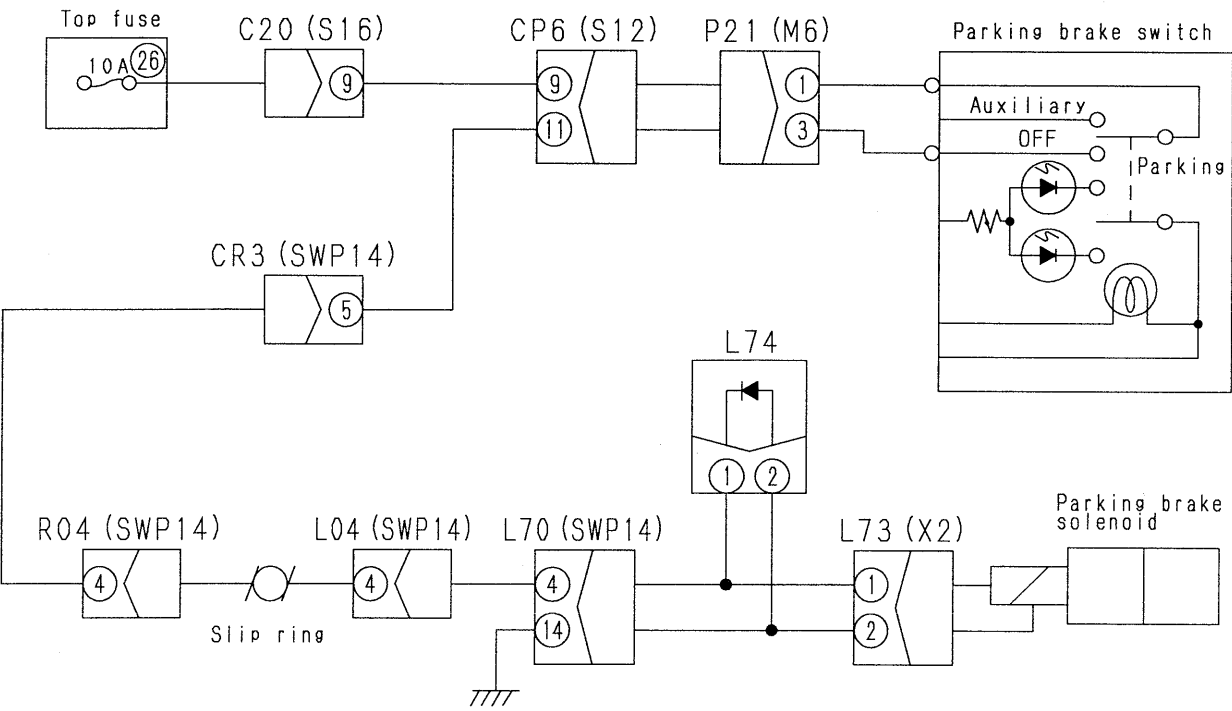 Top fuse
C20 (S16)
CP6 (S12)
P21 (M6)
Parking brake switch
10A
26
9
9
11
1
3
Auxiliary
OFF
Parking
CR3 (SWP14)
5
L74
1
2
R04 (SWP14)
L04 (SWP14)
L70 (SWP14)
L73 (X2)
Parking brake
solenoid
4
4
4
14
1
2
Slip ring